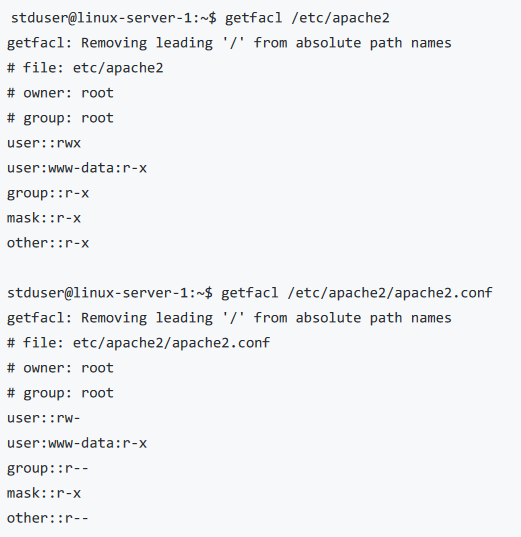 stduser@linux-server-1:~$ getfacl /etc/apache2
getfacl: Removing leading '/' from absolute path names
# file: etc/apache2
# owner: root
# group: root
user::rwx
user:www-data:r-x
group::r-x
mask::r-x
other::r-x
stduser@linux-server-1:~$ getfacl /etc/apache2/apache2.conf
getfacl: Removing leading '/' from absolute path names
# file: etc/apache2/apache2.conf
# owner: root
# group: root
user::rw-
user:www-data:r-x
group::r--
mask::r-x
other::r--